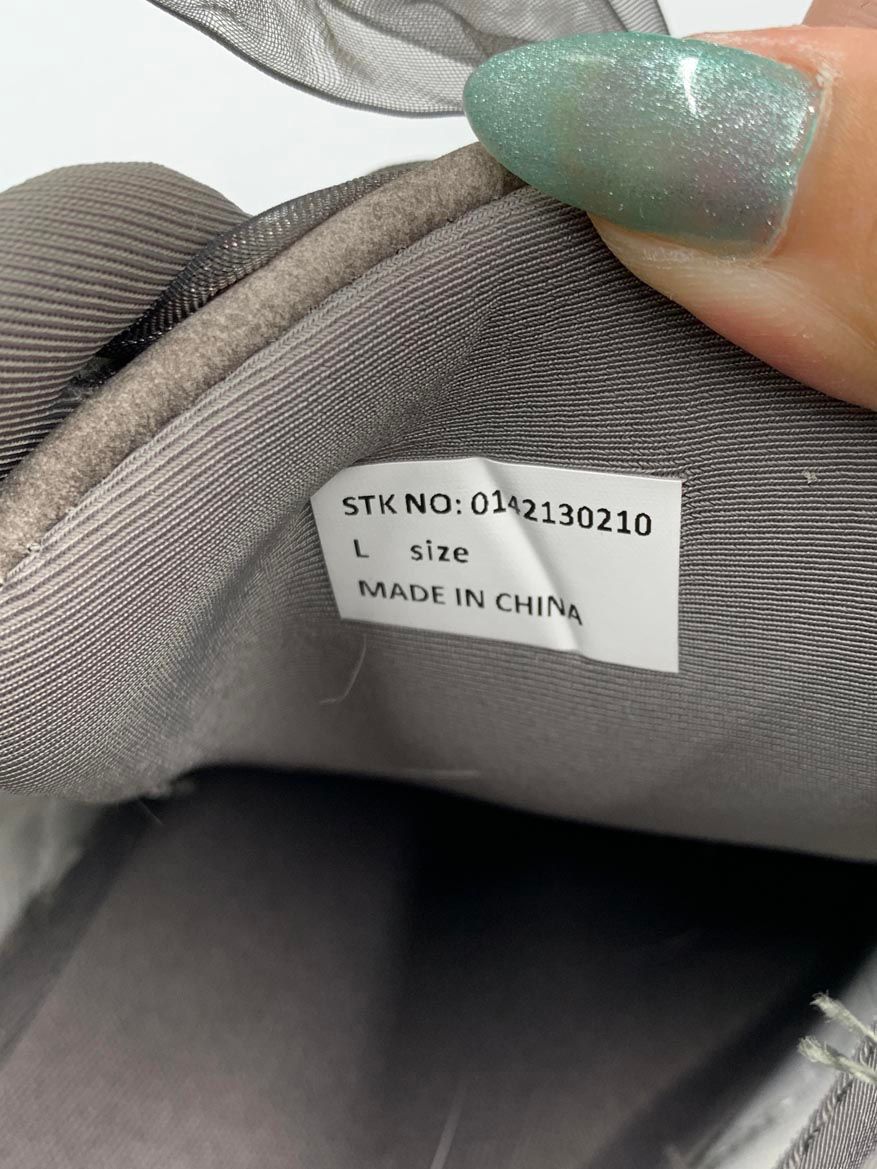 STK NO: 0142130210
L size
MADE IN CHINA